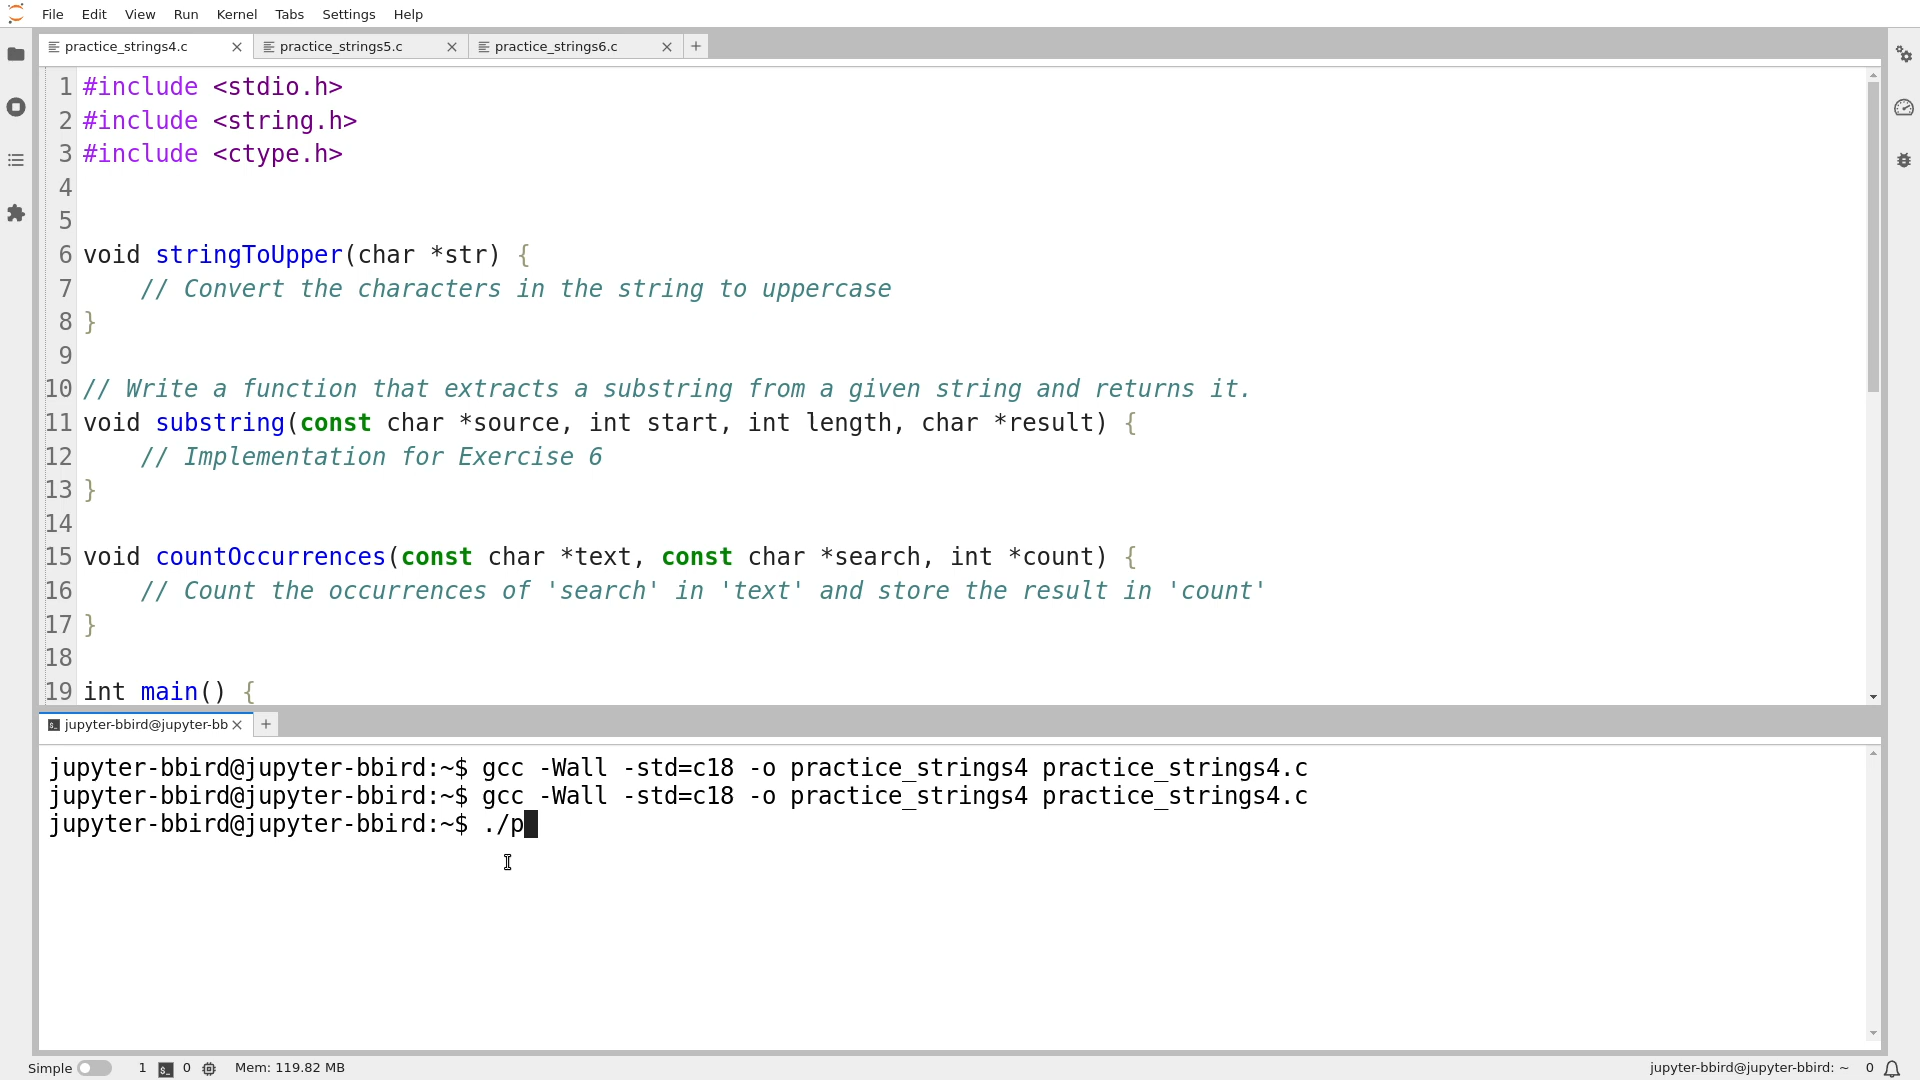 File Edit View Run Kernel Tabs Settings Help
practice_strings4.c practice_strings5.c practice_strings6.c
1 #include <stdio.h>
2 #include <string.h>
3 #include <ctype.h>
4
5
6 void stringToUpper(char *str) {
7 // Convert the characters in the string to uppercase
8 }
9
10 // Write a function that extracts a substring from a given string and returns it.
11 void substring(const char *source, int start, int length, char *result) {
12 // Implementation for Exercise 6
13 }
14
15 void countOccurrences(const char *text, const char *search, int *count) {
16 // Count the occurrences of 'search' in 'text' and store the result in 'count'
17 }
18
19 int main() {
jupyter-bbird@jupyter-bb
jupyter-bbird@jupyter-bbird:~$ gcc -Wall -std=c18 -o practice_strings4 practice_strings4.c
jupyter-bbird@jupyter-bbird:~$ gcc -Wall -std=c18 -o practice_strings4 practice_strings4.c
jupyter-bbird@jupyter-bbird:~$ ./p
Simple 1 0 Mem: 119.82 MB jupyter-bbird@jupyter-bbird: ~ 0